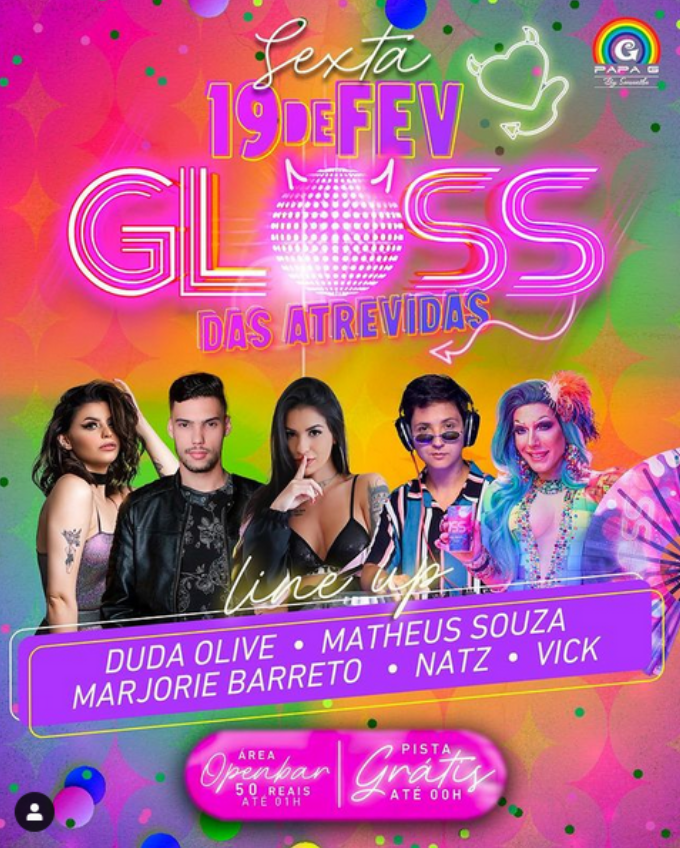 Sexta
19 DE FEV
G
PAPA G
GLOSS
DAS ATREVIDAS
line up
DUDA OLIVE • MATHEUS SOUZA
MARJORIE BARRETO • NATZ • VICK
ÁREA
Openbar
50 REAIS
ATÉ 01H
PISTA
Grátis
ATÉ 00H